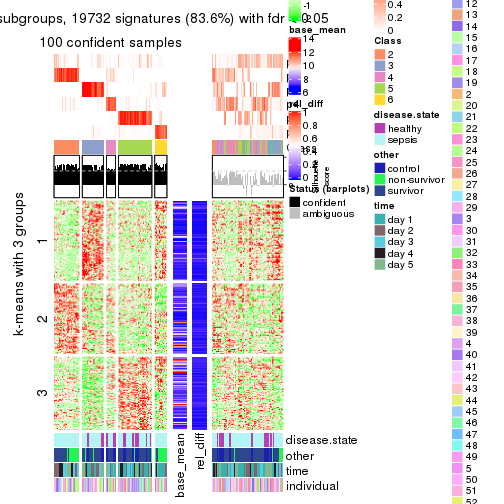 subgroups, 19732 signatures (83.6%) with fdr < 0.05
100 confident samples
k-means with 3 groups
1
2
3
base_mean
rel_diff
disease.state
other
time
individual
-1
base_mean
14
12
10
8
6
rel_diff
1
0.8
0.6
0.4
0
Status (barplots)
confident
ambiguous
0.4
0.2
0
Class
2
3
4
5
6
disease.state
healthy
sepsis
other
control
non-survivor
survivor
time
day 1
day 2
day 3
day 4
day 5
12
13
14
15
16
17
18
19
2
20
21
22
23
24
25
26
27
28
29
3
30
31
32
33
34
35
36
37
38
39
4
40
41
42
43
44
45
46
47
48
49
5
50
51
52